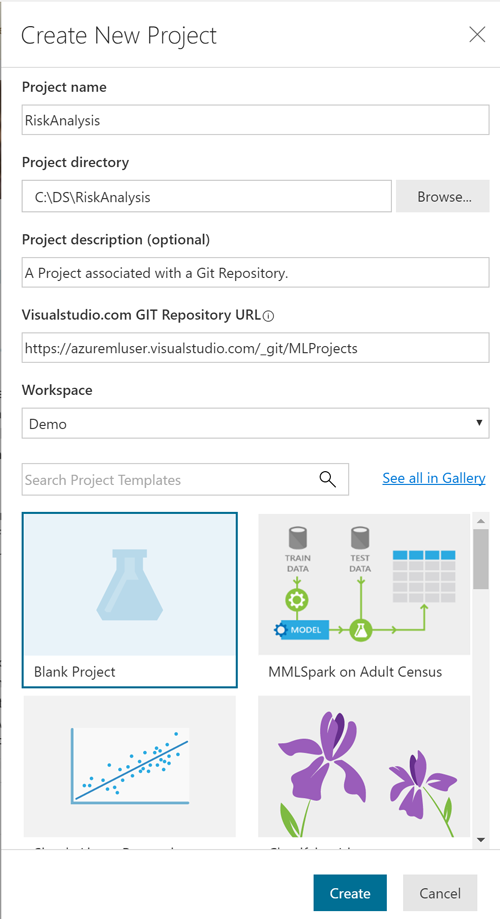 Create New Project
Project name
RiskAnalysis
Project directory
C:\DS\RiskAnalysis
Browse...
Project description (optional)
A Project associated with a Git Repository.
Visualstudio.com GIT Repository URL
https://azuremluser.visualstudio.com/_git/MLProjects
Workspace
Demo
Search Project Templates
See all in Gallery
TRAIN
DATA
TEST
DATA
MODEL
Blank Project
MMLSpark on Adult Census
Create
Cancel